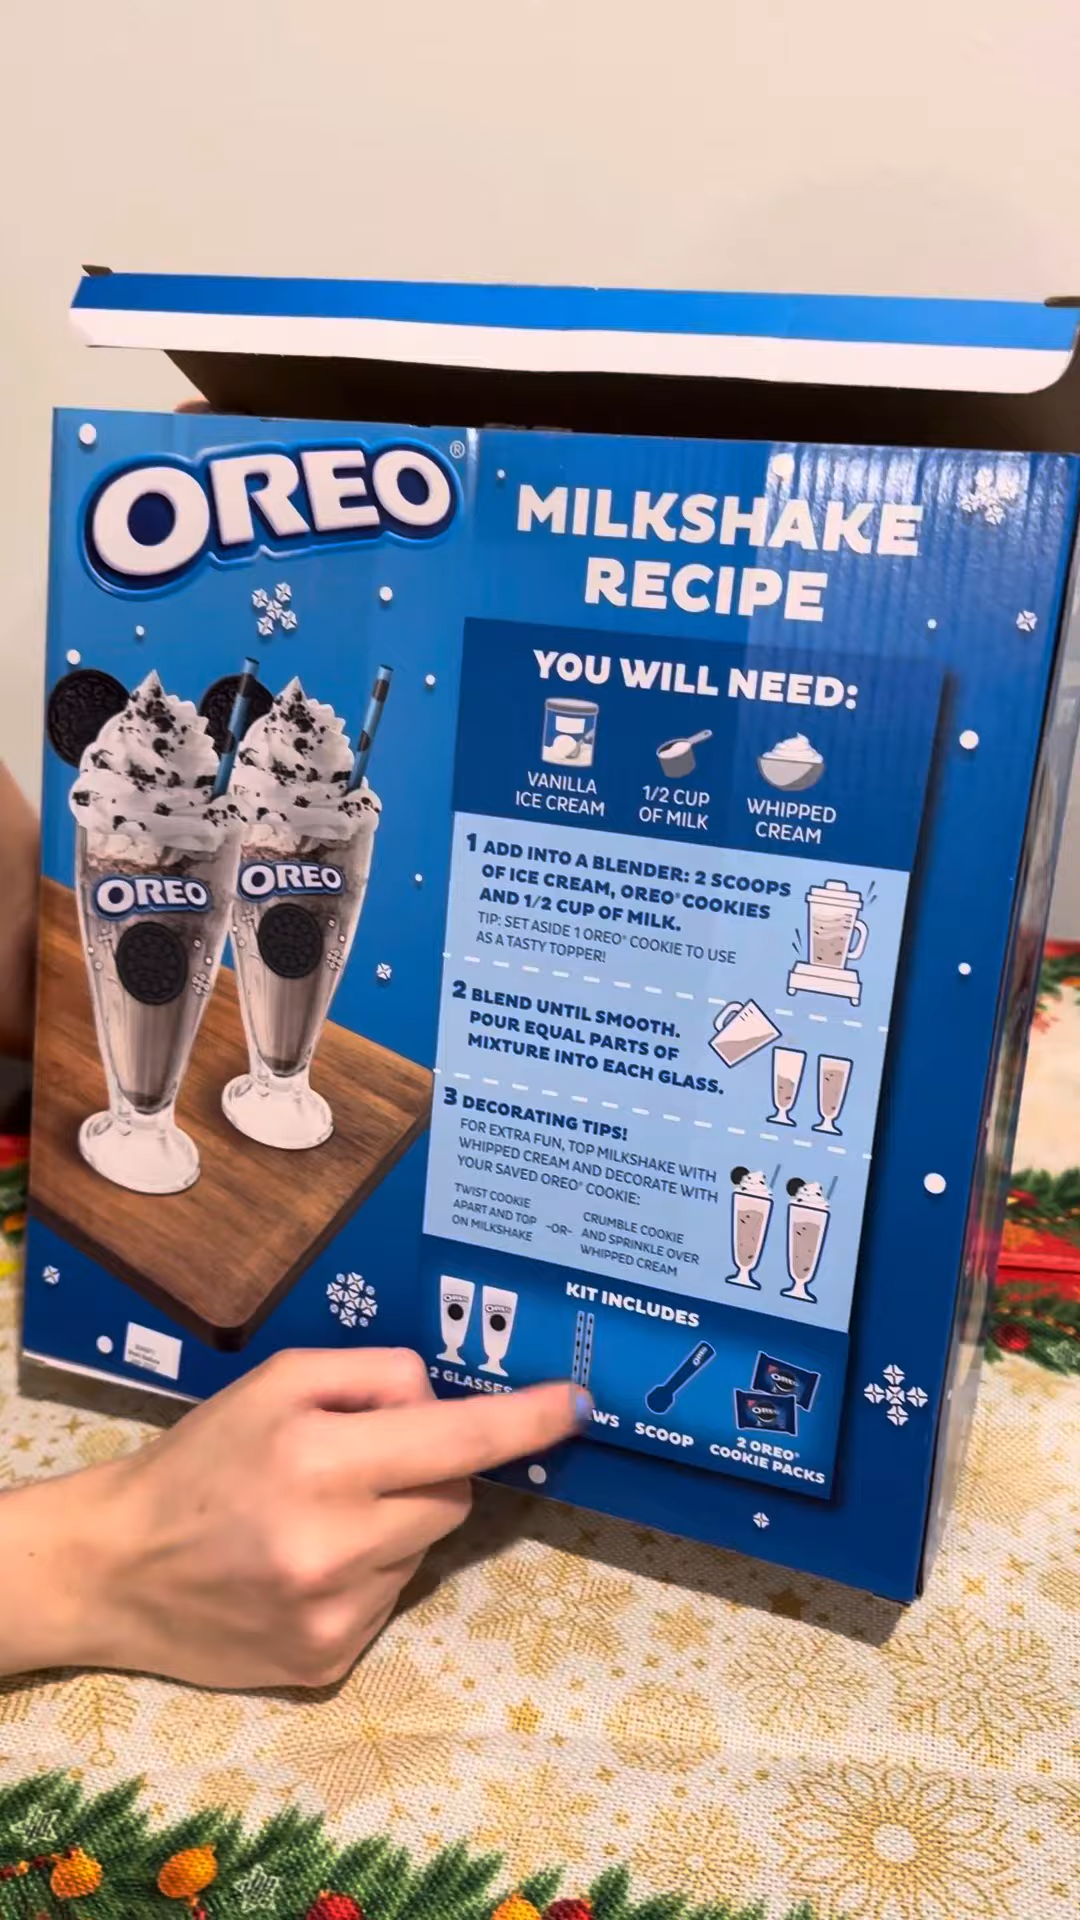 OREO®
MILKSHAKE
RECIPE
YOU WILL NEED:
VANILLA
ICE CREAM
1/2 CUP
OF MILK
WHIPPED
CREAM
1 ADD INTO A BLENDER: 2 SCOOPS
OF ICE CREAM, OREO® COOKIES
AND 1/2 CUP OF MILK.
TIP: SET ASIDE 1 OREO® COOKIE TO USE
AS A TASTY TOPPER!
2 BLEND UNTIL SMOOTH.
POUR EQUAL PARTS OF
MIXTURE INTO EACH GLASS.
3 DECORATING TIPS!
FOR EXTRA FUN, TOP MILKSHAKE WITH
WHIPPED CREAM AND DECORATE WITH
YOUR SAVED OREO® COOKIE:
TWIST COOKIE
APART AND TOP
ON MILKSHAKE
-OR-
CRUMBLE COOKIE
AND SPRINKLE OVER
WHIPPED CREAM
KIT INCLUDES
2 GLASSES
AWS
SCOOP
2 OREO®
COOKIE PACKS
OREO
OREO
OREO
OREO